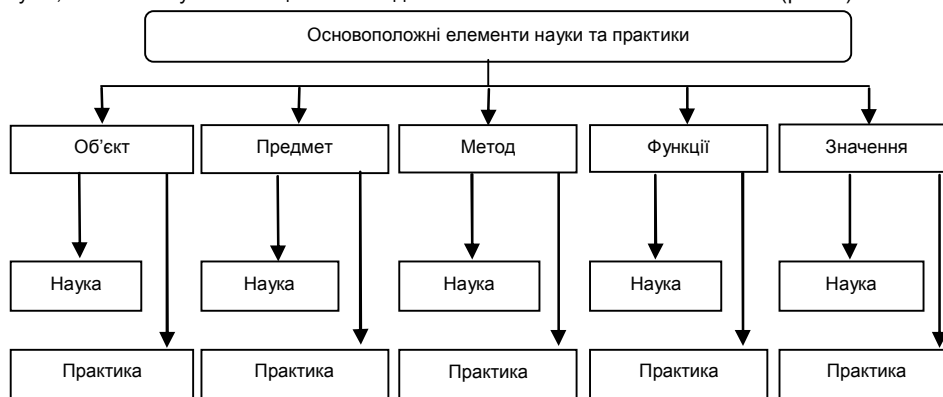 Основоположні елементи науки та практики
Об’єкт Предмет Метод Функції Значення
Наука Наука Наука Наука Наука
Практика Практика Практика Практика Практика